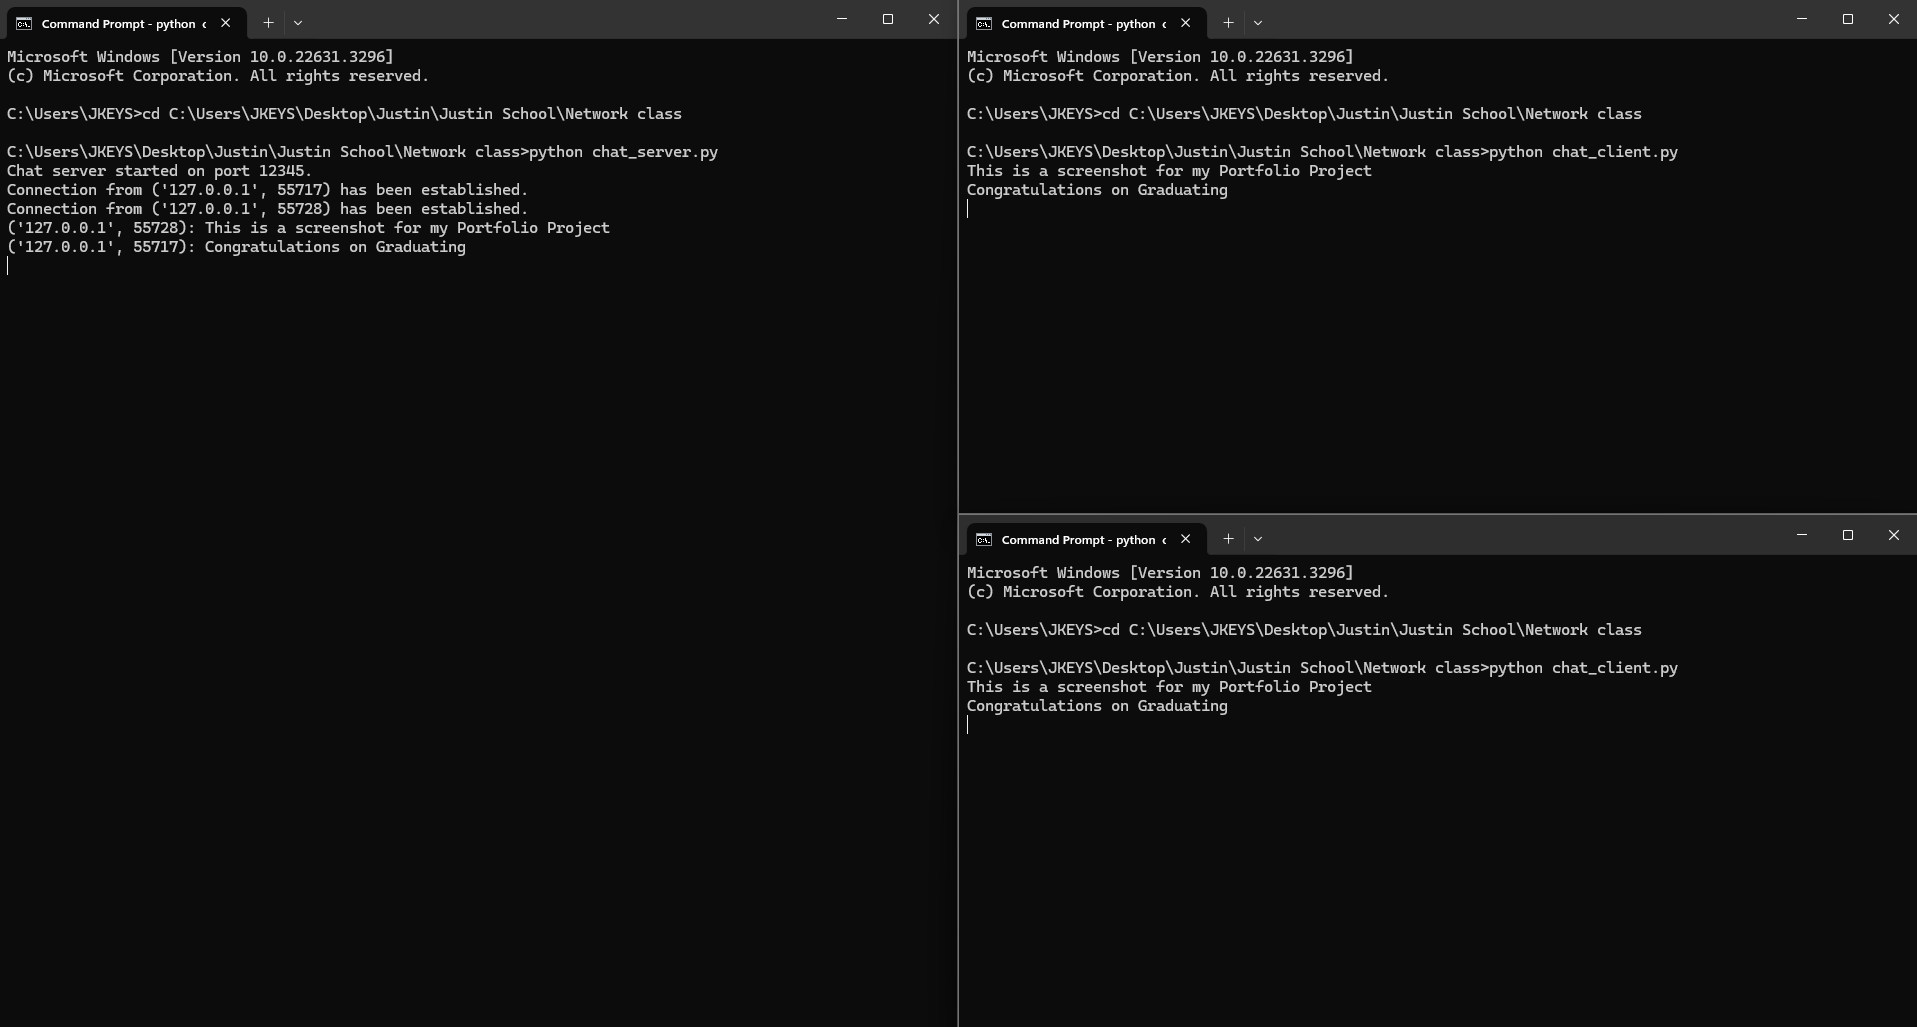 Command Prompt - python c
Microsoft Windows [Version 10.0.22631.3296]
(c) Microsoft Corporation. All rights reserved.
C:\Users\JKEYS>cd C:\Users\JKEYS\Desktop\Justin\Justin School\Network class
C:\Users\JKEYS\Desktop\Justin\Justin School\Network class>python chat_server.py
Chat server started on port 12345.
Connection from ('127.0.0.1', 55717) has been established.
Connection from ('127.0.0.1', 55728) has been established.
('127.0.0.1', 55728): This is a screenshot for my Portfolio Project
('127.0.0.1', 55717): Congratulations on Graduating
Command Prompt - python c
Microsoft Windows [Version 10.0.22631.3296]
(c) Microsoft Corporation. All rights reserved.
C:\Users\JKEYS>cd C:\Users\JKEYS\Desktop\Justin\Justin School\Network class
C:\Users\JKEYS\Desktop\Justin\Justin School\Network class>python chat_client.py
This is a screenshot for my Portfolio Project
Congratulations on Graduating
Command Prompt - python c
Microsoft Windows [Version 10.0.22631.3296]
(c) Microsoft Corporation. All rights reserved.
C:\Users\JKEYS>cd C:\Users\JKEYS\Desktop\Justin\Justin School\Network class
C:\Users\JKEYS\Desktop\Justin\Justin School\Network class>python chat_client.py
This is a screenshot for my Portfolio Project
Congratulations on Graduating